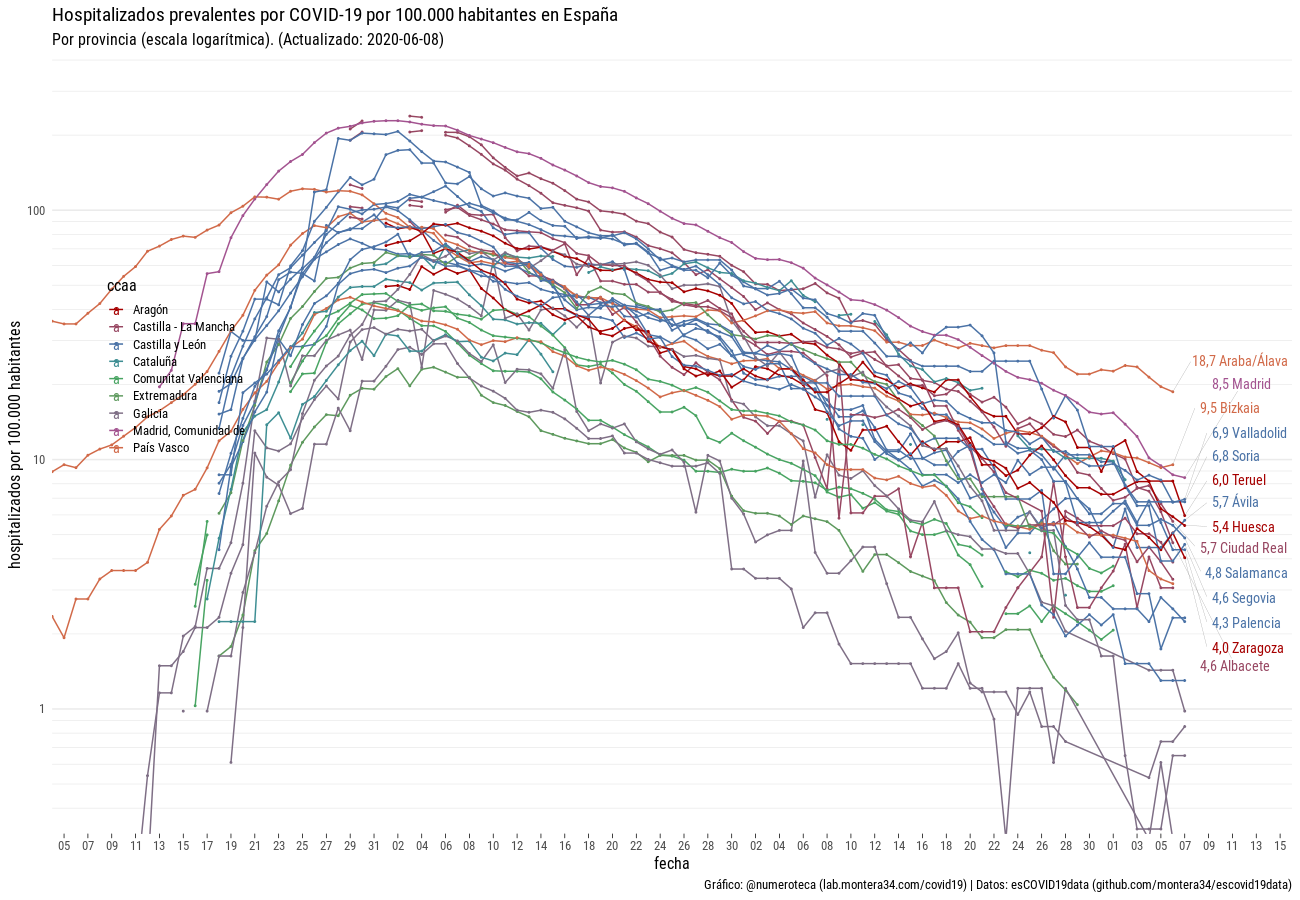 Hospitalizados prevalentes por COVID-19 por 100.000 habitantes en España
Por provincia (escala logarítmica). (Actualizado: 2020-06-08)
hospitalizados por 100.000 habitantes
100
10
1
ccaa
Aragón
Castilla - La Mancha
Castilla y León
Cataluña
Comunitat Valenciana
Extremadura
Galicia
Madrid, Comunidad de
País Vasco
18,7 Araba/Álava
8,5 Madrid
9,5 Bizkaia
6,9 Valladolid
6,8 Soria
6,0 Teruel
5,7 Ávila
5,4 Huesca
5,7 Ciudad Real
4,8 Salamanca
4,6 Segovia
4,3 Palencia
4,0 Zaragoza
4,6 Albacete
05 07 09 11 13 15 17 19 21 23 25 27 29 31 02 04 06 08 10 12 14 16 18 20 22 24 26 28 30 02 04 06 08 10 12 14 16 18 20 22 24 26 28 30 01 03 05 07 09 11 13 15
fecha
Gráfico: @numeroteca (lab.montera34.com/covid19) | Datos: esCOVID19data (github.com/montera34/escovid19data)